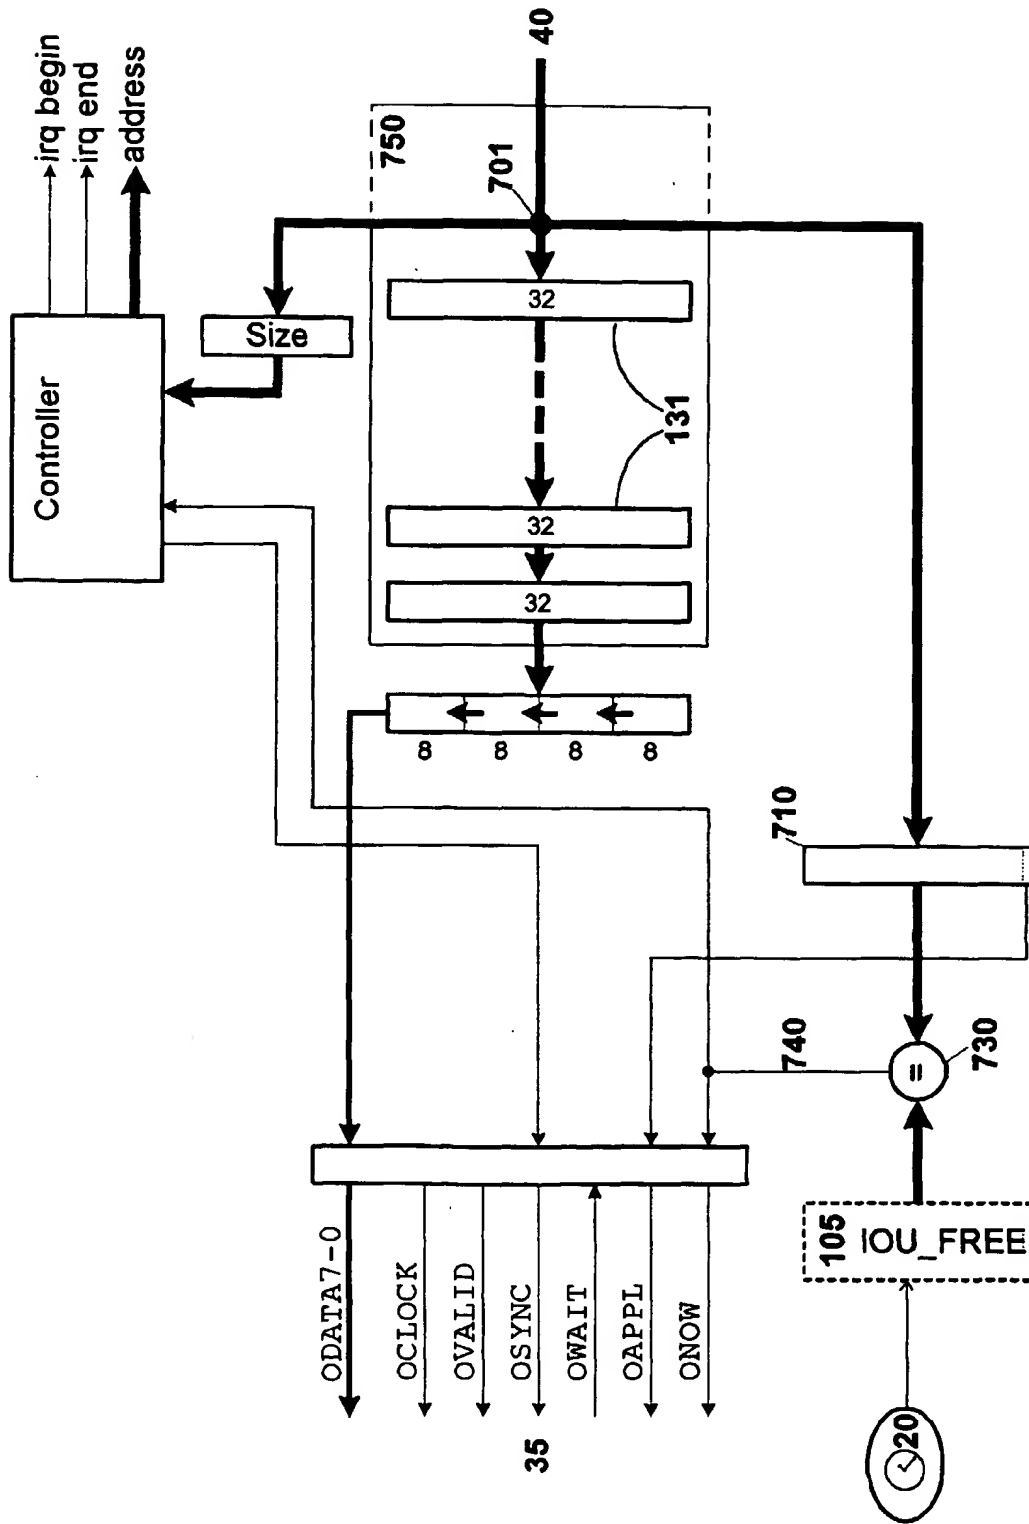 irq begin
irq end
address
40
Controller
Size
750
701
32
131
32
32
8
8
8
8
710
740
730
105 IOU_FREE
20
ODATA7-0
OCLOCK
OVALID
OSYNC
OWAIT
OAPPL
ONOW
35
=